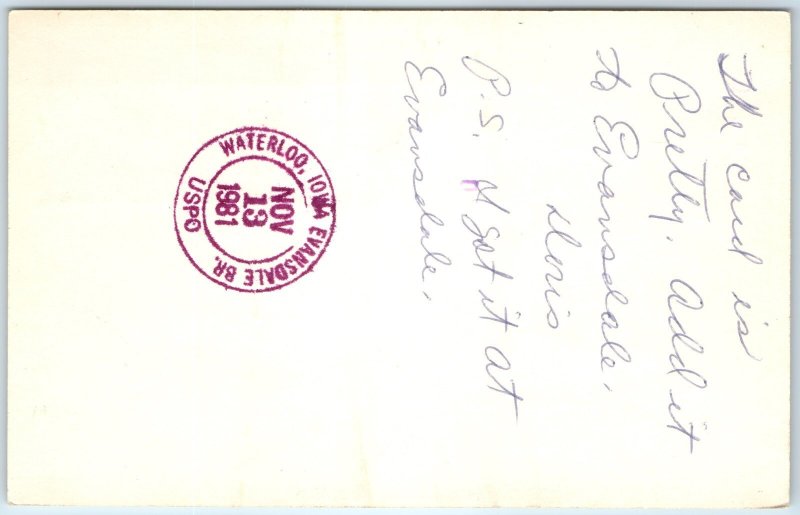 The card is
Pretty. Add it
to Evansdale.
Doris
P.S. I got it at
Evansdale.
WATERLOO, IOWA EVANSDALE BR.
NOV
13
1981
USPO